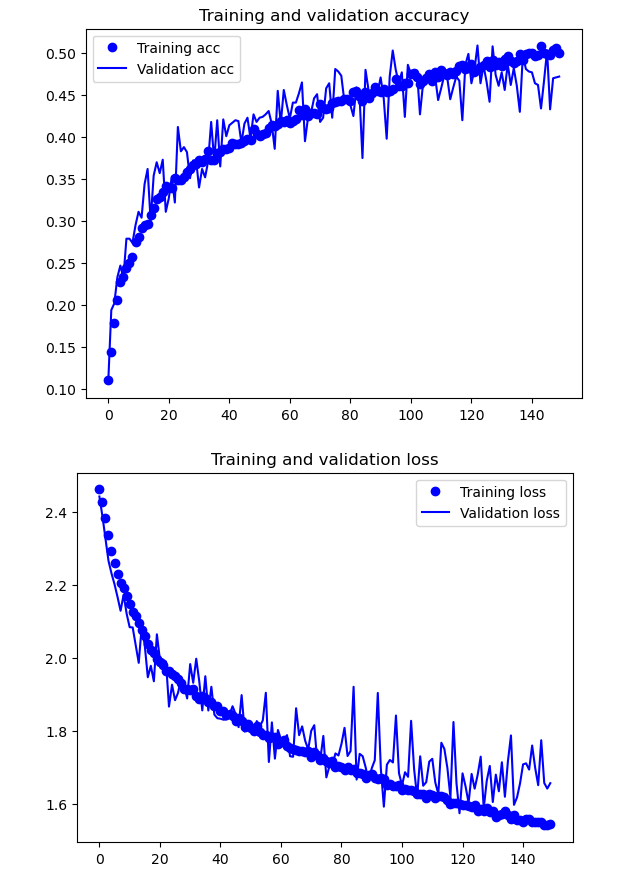 Training and validation accuracy
Training acc
Validation acc
0.50
0.45
0.40
0.35
0.30
0.25
0.20
0.15
0.10
0 20 40 60 80 100 120 140
Training and validation loss
Training loss
Validation loss
2.4
2.2
2.0
1.8
1.6
0 20 40 60 80 100 120 140